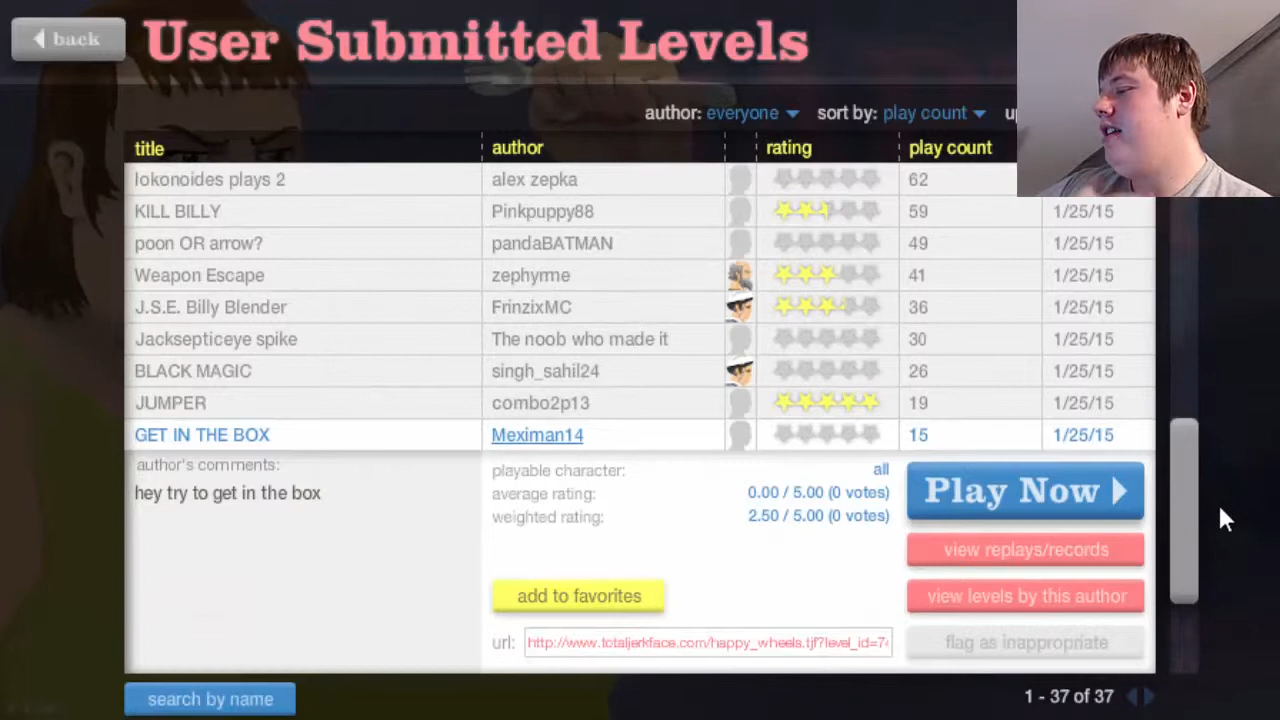 back
User Submitted Levels
author: everyone sort by: play count
title author rating play count
lokonoides plays 2 alex zepka 62
KILL BILLY Pinkpuppy88 59 1/25/15
poon OR arrow? pandaBATMAN 49 1/25/15
Weapon Escape zephyrme 41 1/25/15
J.S.E. Billy Blender FrinzixMC 36 1/25/15
Jacksepticeye spike The noob who made it 30 1/25/15
BLACK MAGIC singh_sahil24 26 1/25/15
JUMPER combo2p13 19 1/25/15
GET IN THE BOX Meximan14 15 1/25/15
author's comments:
hey try to get in the box
playable character: all
average rating: 0.00 / 5.00 (0 votes)
weighted rating: 2.50 / 5.00 (0 votes)
Play Now
view replays/records
add to favorites
view levels by this author
url: http://www.totaljerkface.com/happy_wheels.tjf?level_id=7
flag as inappropriate
search by name
1 - 37 of 37